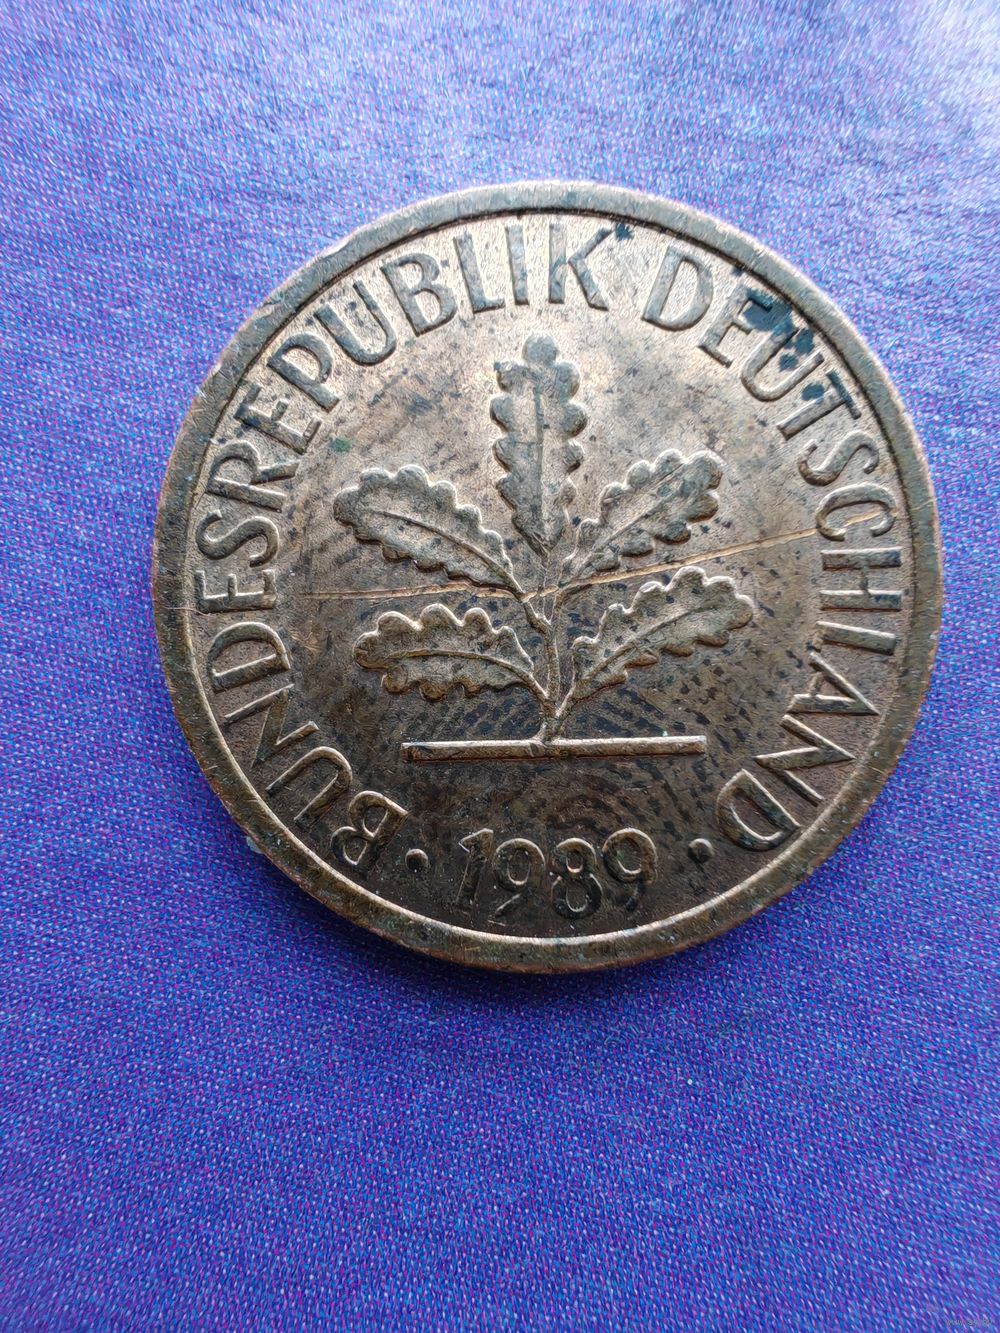 BUNDESREPUBLIK DEUTSCHLAND
· 1989 ·